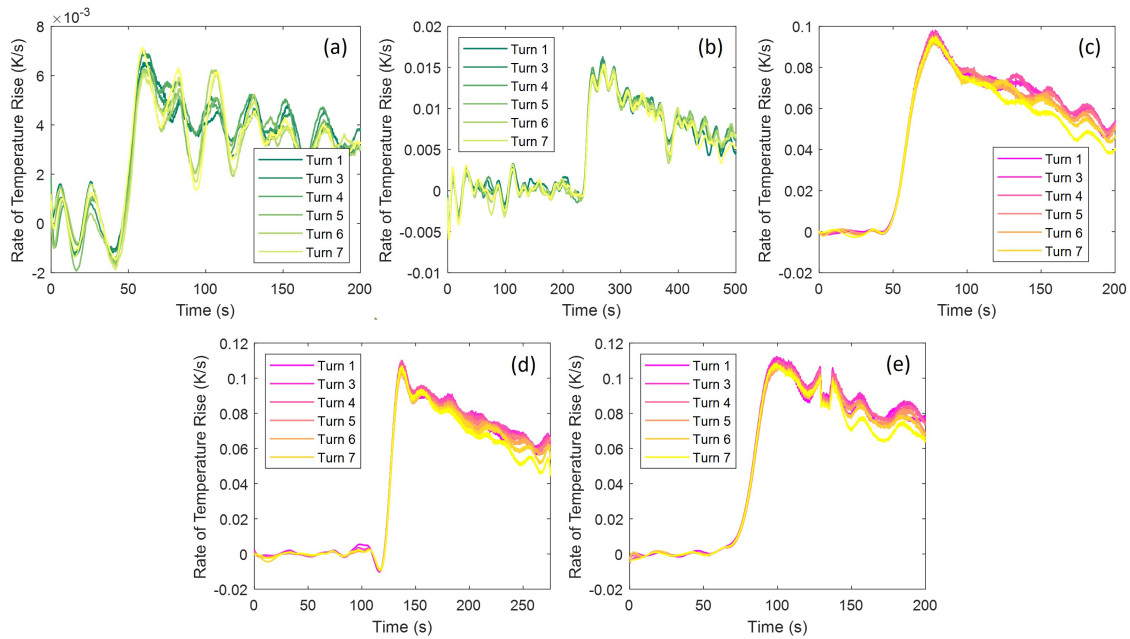 × 10⁻³
(a)
Rate of Temperature Rise (K/s)
8
6
4
2
0
-2
Turn 1
Turn 3
Turn 4
Turn 5
Turn 6
Turn 7
0 50 100 150 200
Time (s)
(b)
Rate of Temperature Rise (K/s)
0.02
0.015
0.01
0.005
0
-0.005
-0.01
Turn 1
Turn 3
Turn 4
Turn 5
Turn 6
Turn 7
0 100 200 300 400 500
Time (s)
(c)
Rate of Temperature Rise (K/s)
0.1
0.08
0.06
0.04
0.02
0
-0.02
Turn 1
Turn 3
Turn 4
Turn 5
Turn 6
Turn 7
0 50 100 150 200
Time (s)
(d)
Rate of Temperature Rise (K/s)
0.12
0.1
0.08
0.06
0.04
0.02
0
-0.02
Turn 1
Turn 3
Turn 4
Turn 5
Turn 6
Turn 7
0 50 100 150 200 250
Time (s)
(e)
Rate of Temperature Rise (K/s)
0.12
0.1
0.08
0.06
0.04
0.02
0
-0.02
Turn 1
Turn 3
Turn 4
Turn 5
Turn 6
Turn 7
0 50 100 150 200
Time (s)